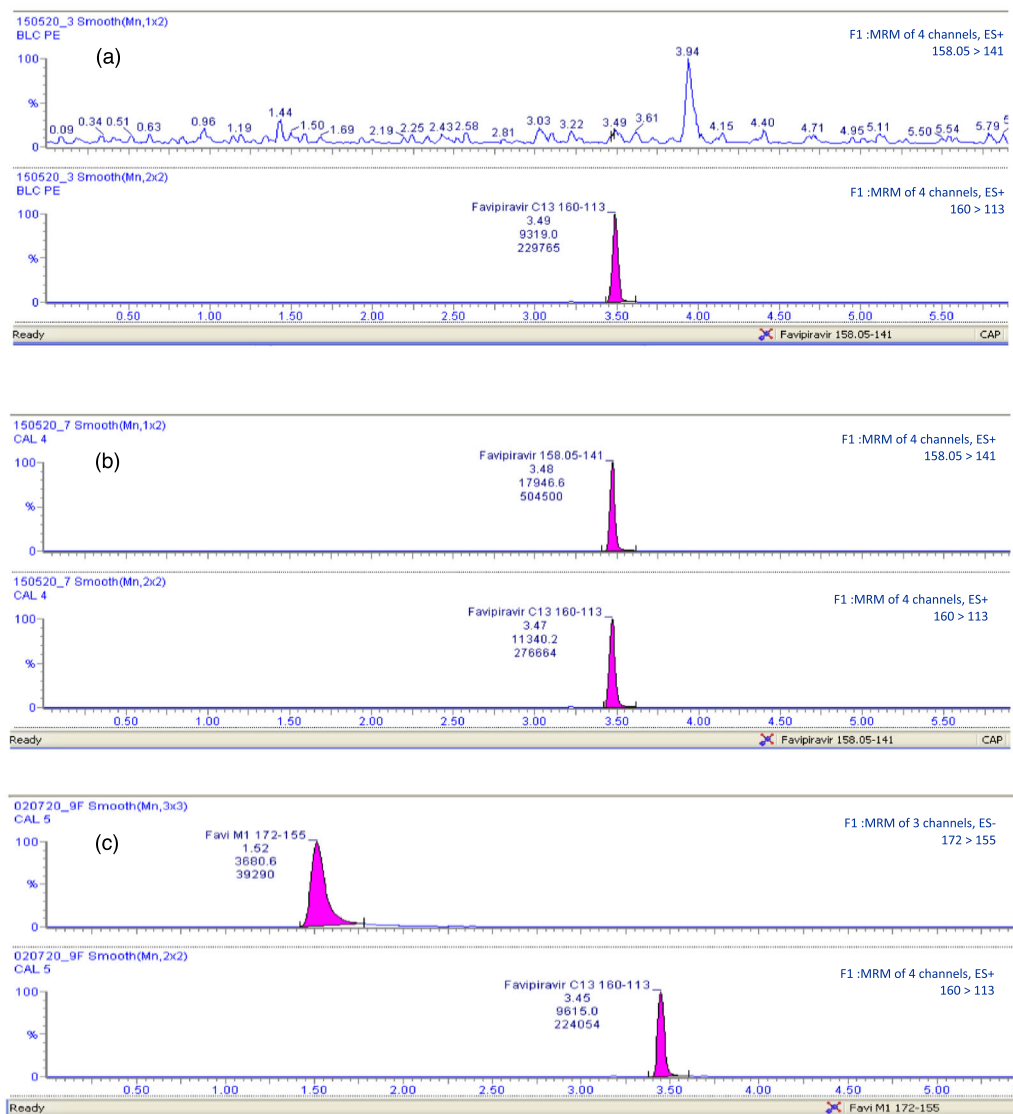 150520_3 Smooth(Mn,1x2)
BLC PE
(a)
F1 :MRM of 4 channels, ES+
158.05 > 141
100
%
0
0.09
0.34
0.51
0.63
0.96
1.19
1.44
1.50
1.69
2.19
2.25
2.43
2.58
2.81
3.03
3.22
3.49
3.61
3.94
4.15
4.40
4.71
4.95
5.11
5.50
5.54
5.79
5
150520_3 Smooth(Mn,2x2)
BLC PE
F1 :MRM of 4 channels, ES+
160 > 113
Favipiravir C13 160-113
3.49
9319.0
229765
100
%
0
0.50 1.00 1.50 2.00 2.50 3.00 3.50 4.00 4.50 5.00 5.50
Ready Favipiravir 158.05-141 CAP
150520_7 Smooth(Mn,1x2)
CAL 4
(b)
F1 :MRM of 4 channels, ES+
158.05 > 141
Favipiravir 158.05-141
3.48
17946.6
504500
100
%
0
150520_7 Smooth(Mn,2x2)
CAL 4
F1 :MRM of 4 channels, ES+
160 > 113
Favipiravir C13 160-113
3.47
11340.2
276664
100
%
0
0.50 1.00 1.50 2.00 2.50 3.00 3.50 4.00 4.50 5.00 5.50
Ready Favipiravir 158.05-141 CAP
020720_9F Smooth(Mn,3x3)
CAL 5
(c)
F1 :MRM of 3 channels, ES-
172 > 155
Favi M1 172-155
1.52
3680.6
39290
100
%
0
020720_9F Smooth(Mn,2x2)
CAL 5
F1 :MRM of 4 channels, ES+
160 > 113
Favipiravir C13 160-113
3.45
9615.0
224054
100
%
0
0.50 1.00 1.50 2.00 2.50 3.00 3.50 4.00 4.50 5.00
Ready Favi M1 172-155